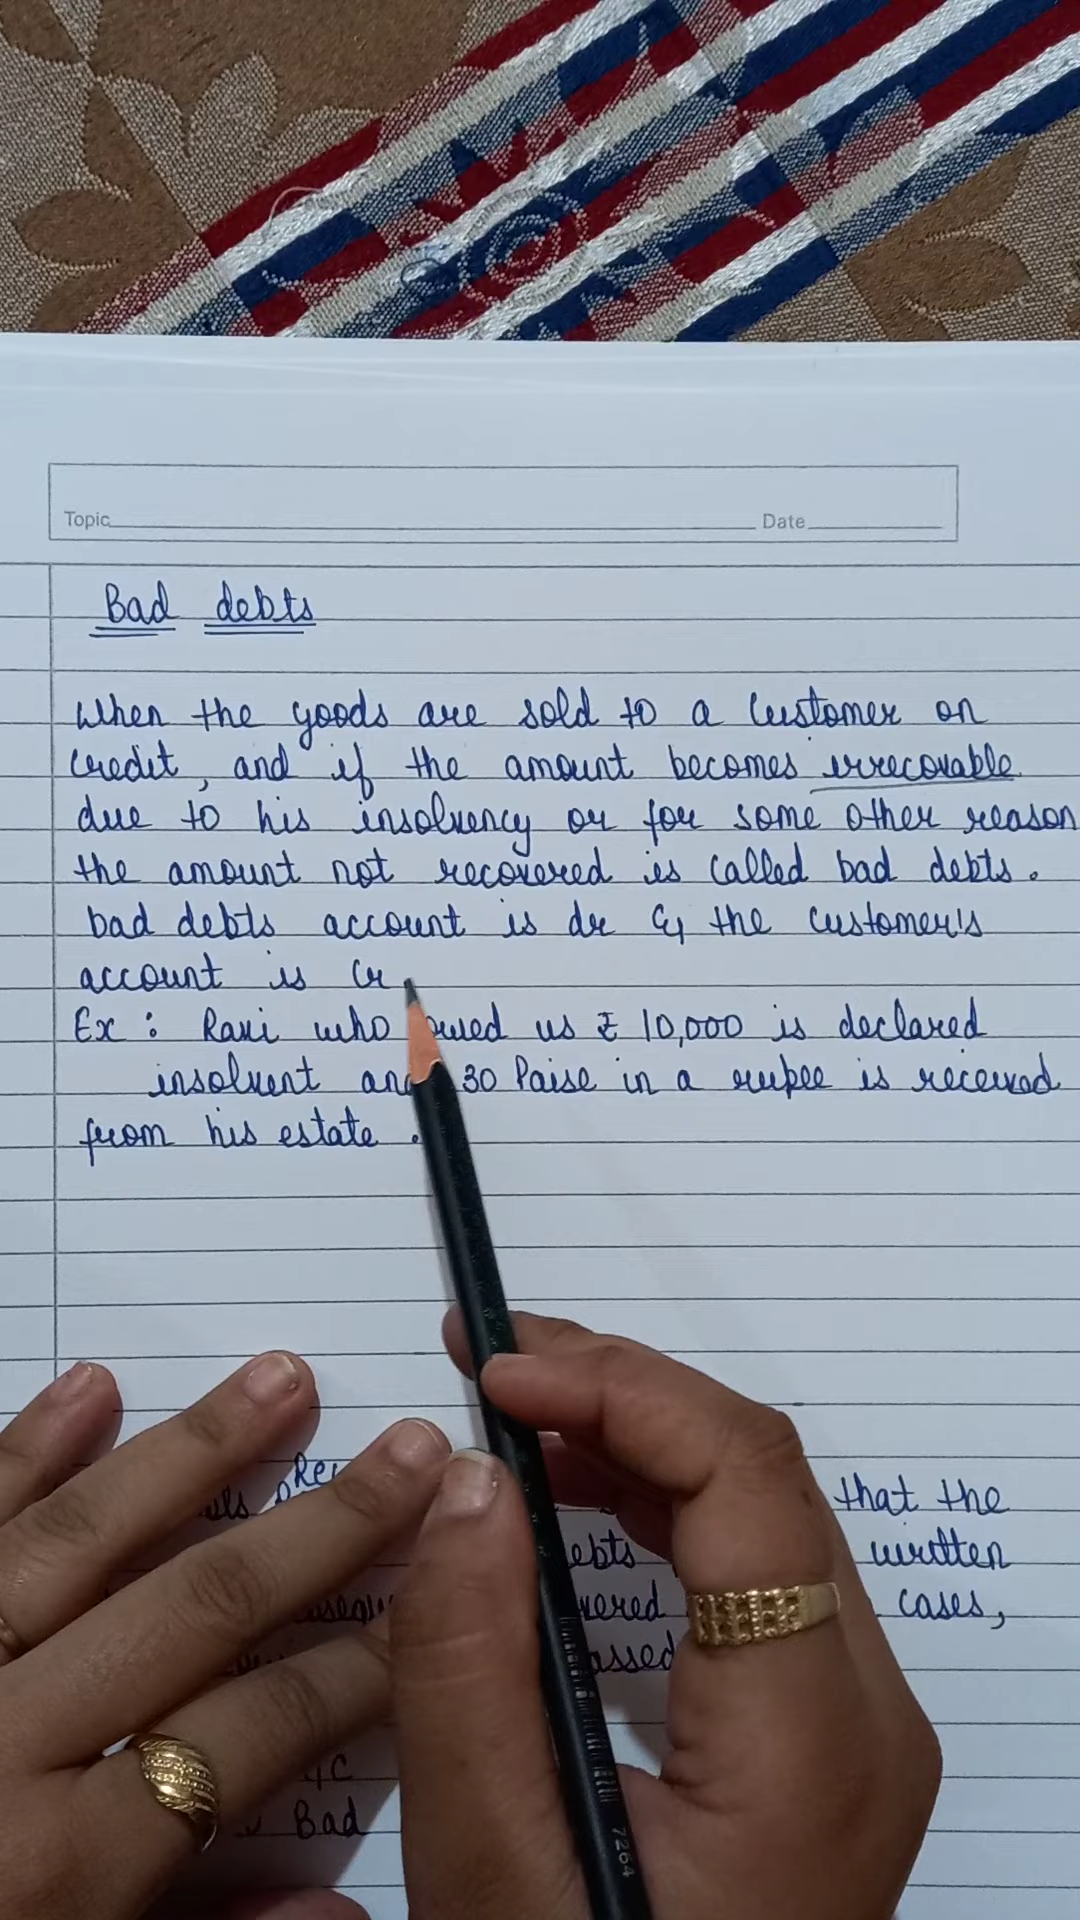 Topic Date
Bad debts
When the goods are sold to a customer on
credit, and if the amount becomes irrecovable
due to his insolvency or for some other reason
the amount not recovered is called bad debts.
bad debts account is dr & the customer's
account is cr
Ex : Ravi who owed us ₹ 10,000 is declared
insolvent and 30 Paise in a rupee is received
from his estate .
that the
debts written
cases,
Bad
7264